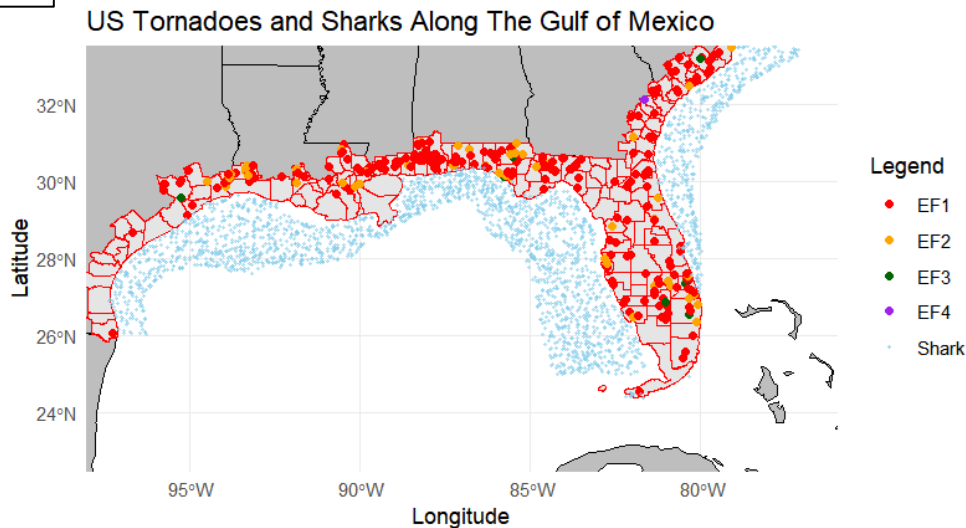 US Tornadoes and Sharks Along The Gulf of Mexico
32°N
30°N
28°N
26°N
24°N
Latitude
95°W 90°W 85°W 80°W
Longitude
Legend
EF1
EF2
EF3
EF4
Shark